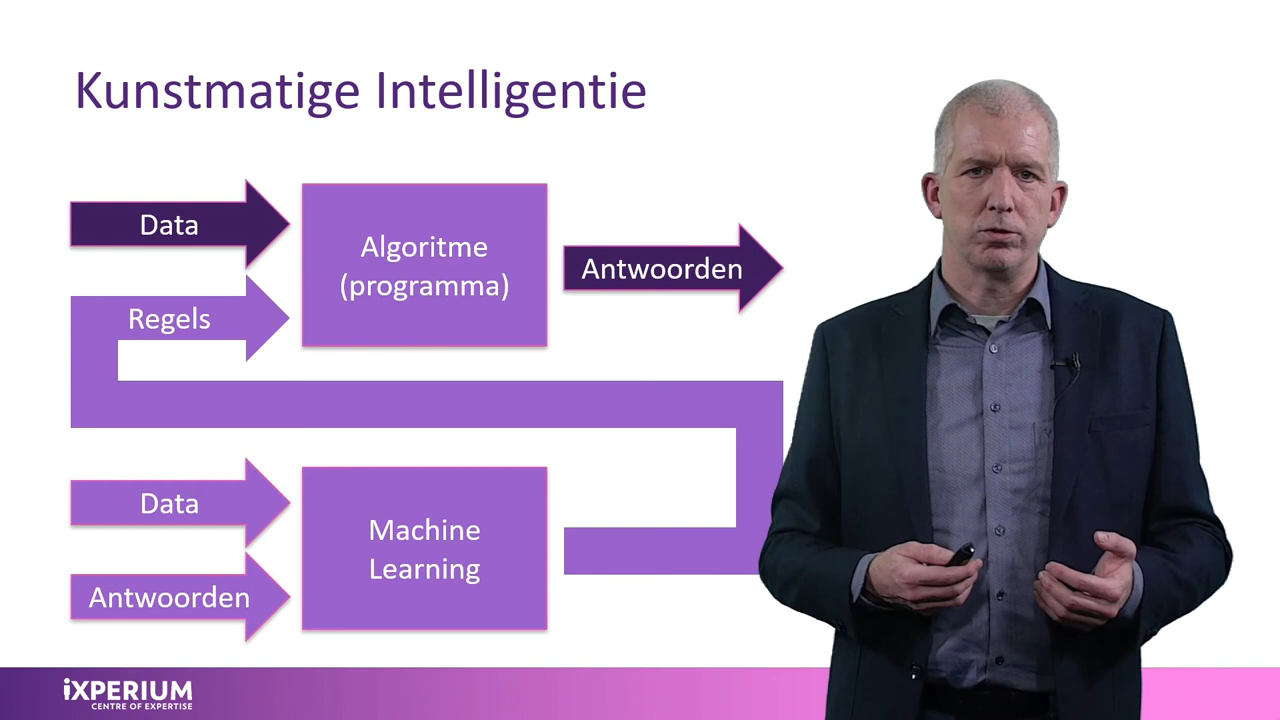 Kunstmatige Intelligentie
Data
Algoritme
(programma)
Antwoorden
Regels
Data
Machine
Learning
Antwoorden
iXPERIUM
CENTRE OF EXPERTISE